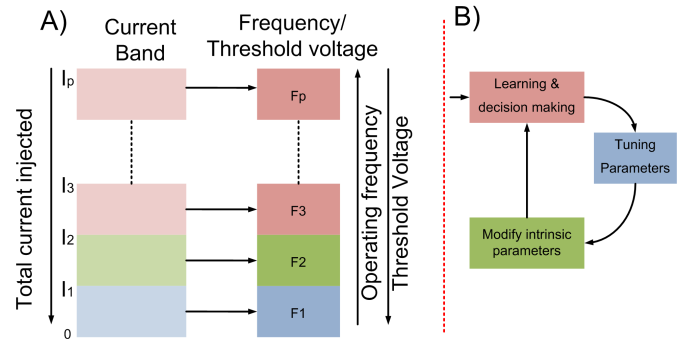 A)
Current
Band
Frequency/
Threshold voltage
Total current injected
Ip
Fp
I3
F3
I2
F2
I1
F1
0
Operating frequency
Threshold Voltage
B)
Learning &
decision making
Tuning
Parameters
Modify intrinsic
parameters